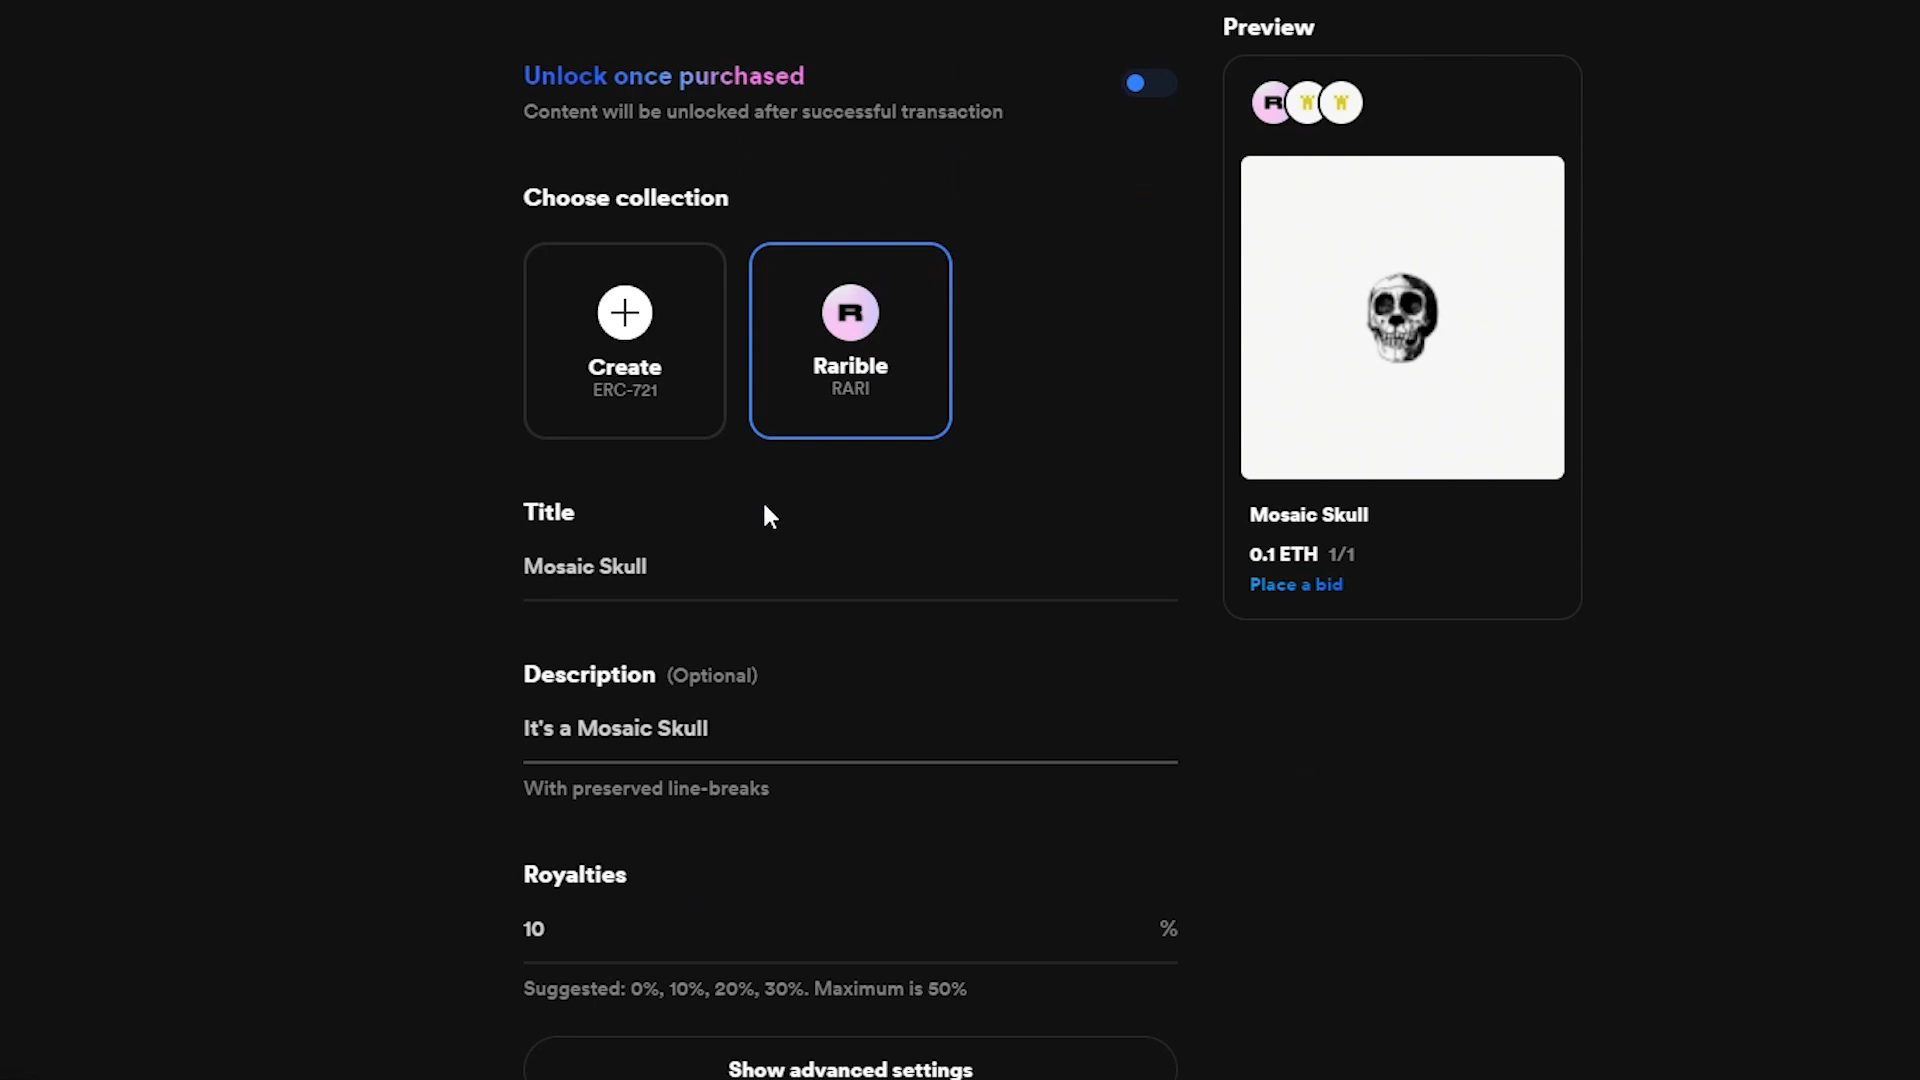 Unlock once purchased
Content will be unlocked after successful transaction
Choose collection
Create
ERC-721
R
Rarible
RARI
Title
Mosaic Skull
Description (Optional)
It's a Mosaic Skull
With preserved line-breaks
Royalties
10 %
Suggested: 0%, 10%, 20%, 30%. Maximum is 50%
Show advanced settings
Preview
R
Mosaic Skull
0.1 ETH 1/1
Place a bid